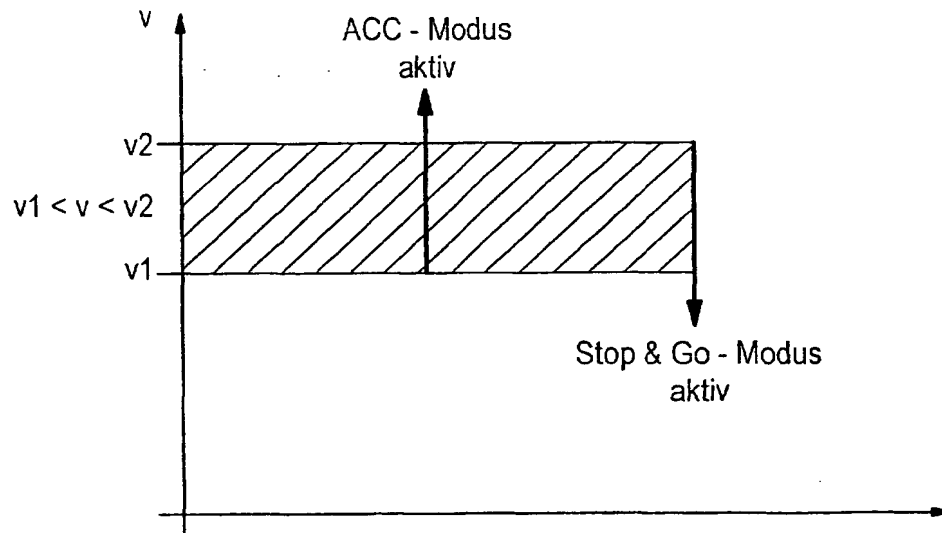 v
ACC - Modus
aktiv
v2
v1 < v < v2
v1
Stop & Go - Modus
aktiv